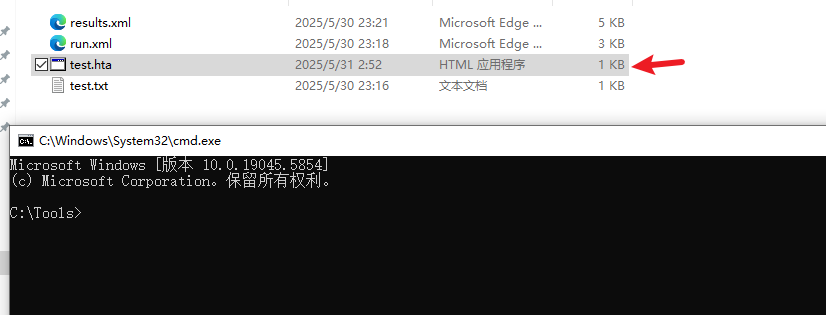 results.xml 2025/5/30 23:21 Microsoft Edge ... 5 KB
run.xml 2025/5/30 23:18 Microsoft Edge ... 3 KB
test.hta 2025/5/31 2:52 HTML 应用程序 1 KB
test.txt 2025/5/30 23:16 文本文档 1 KB
C:\Windows\System32\cmd.exe
Microsoft Windows [版本 10.0.19045.5854]
(c) Microsoft Corporation。保留所有权利。
C:\Tools>